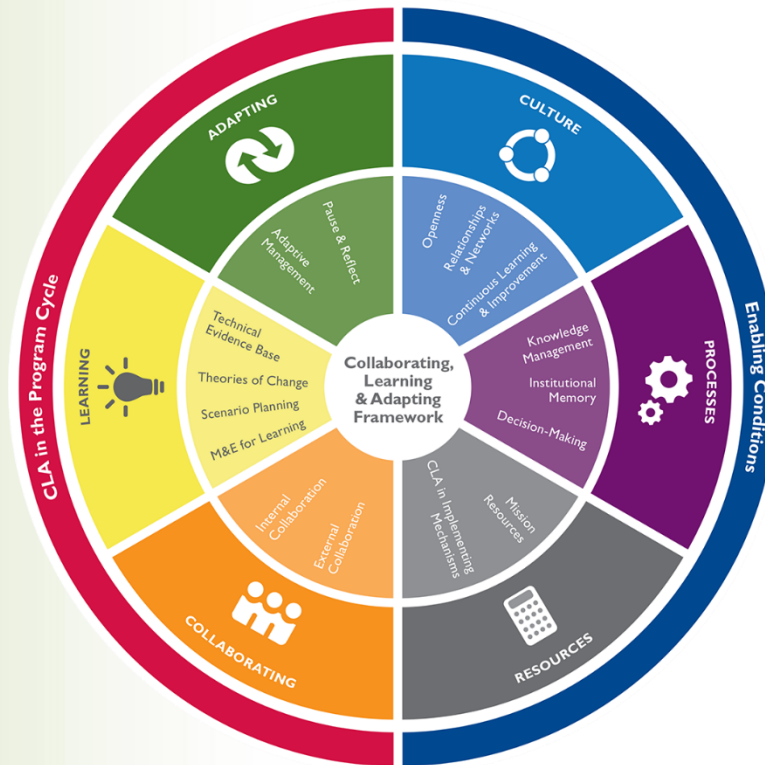 CLA in the Program Cycle
Enabling Conditions
ADAPTING
Adaptive
Management
Pause & Reflect
CULTURE
Openness
Relationships
& Networks
Continuous Learning
& Improvement
LEARNING
Technical
Evidence Base
Theories of Change
Scenario Planning
M&E for Learning
Collaborating,
Learning
& Adapting
Framework
PROCESSES
Knowledge
Management
Institutional
Memory
Decision-Making
COLLABORATING
Internal
Collaboration
External
Collaboration
RESOURCES
CLA in Implementing
Mechanisms
Mission
Resources